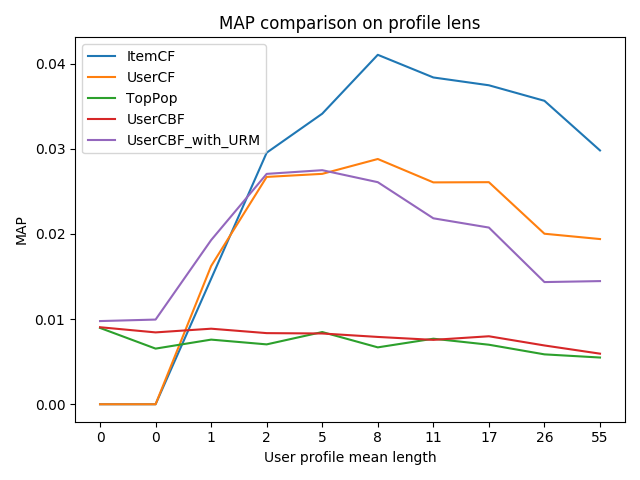 MAP comparison on profile lens
ItemCF
UserCF
TopPop
UserCBF
UserCBF_with_URM
0.04
0.03
0.02
0.01
0.00
MAP
0 0 1 2 5 8 11 17 26 55
User profile mean length